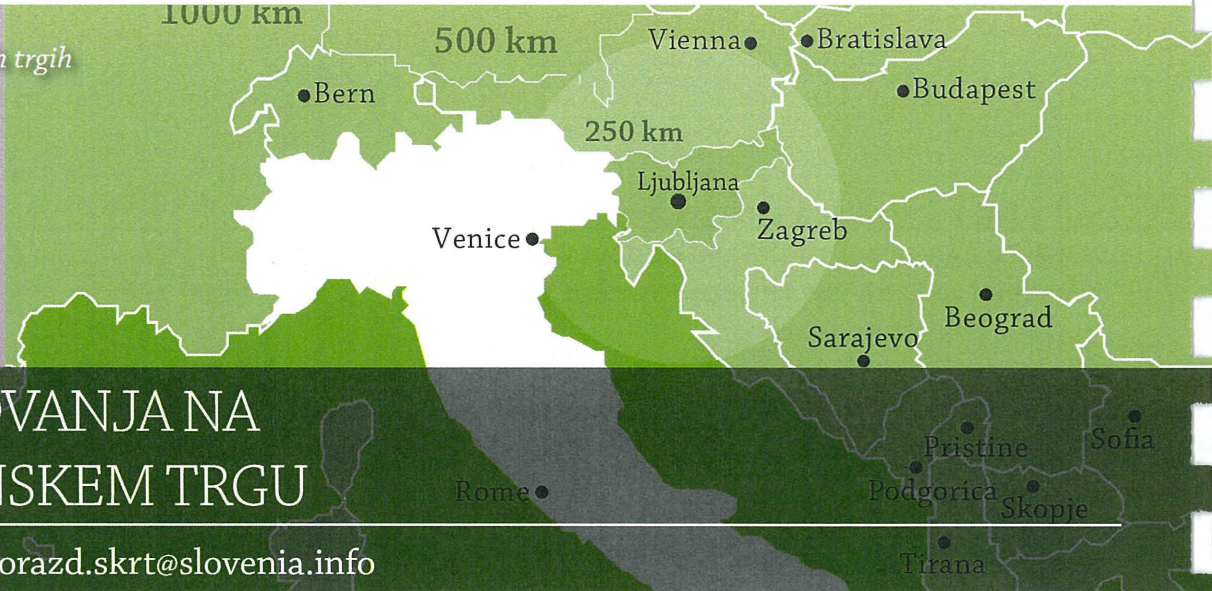 1000 km
500 km
250 km
trgih
Vienna
Bratislava
Bern
Budapest
Ljubljana
Zagreb
Venice
Beograd
Sarajevo
VANJA NA
SKEM TRGU
Pristine
Sofia
Podgorica
Skopje
Rome
Tirana
orazd.skrt@slovenia.info